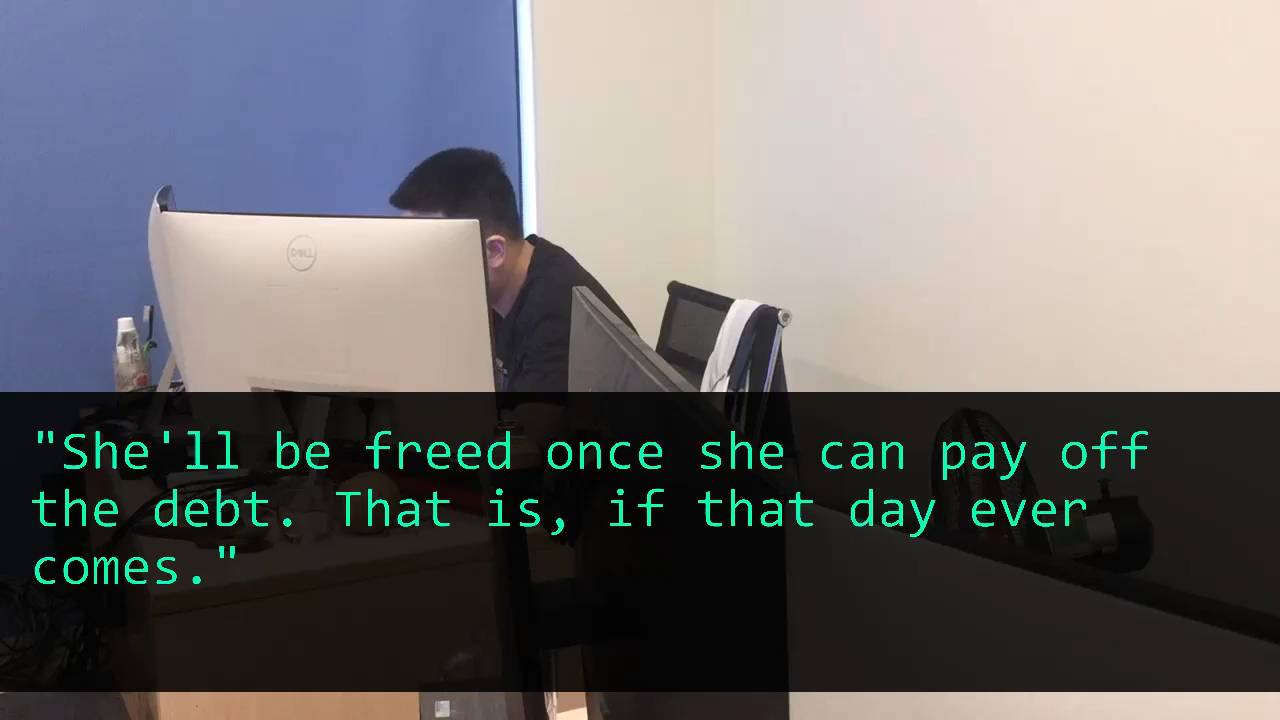 DELL
"She'll be freed once she can pay off
the debt. That is, if that day ever
comes."